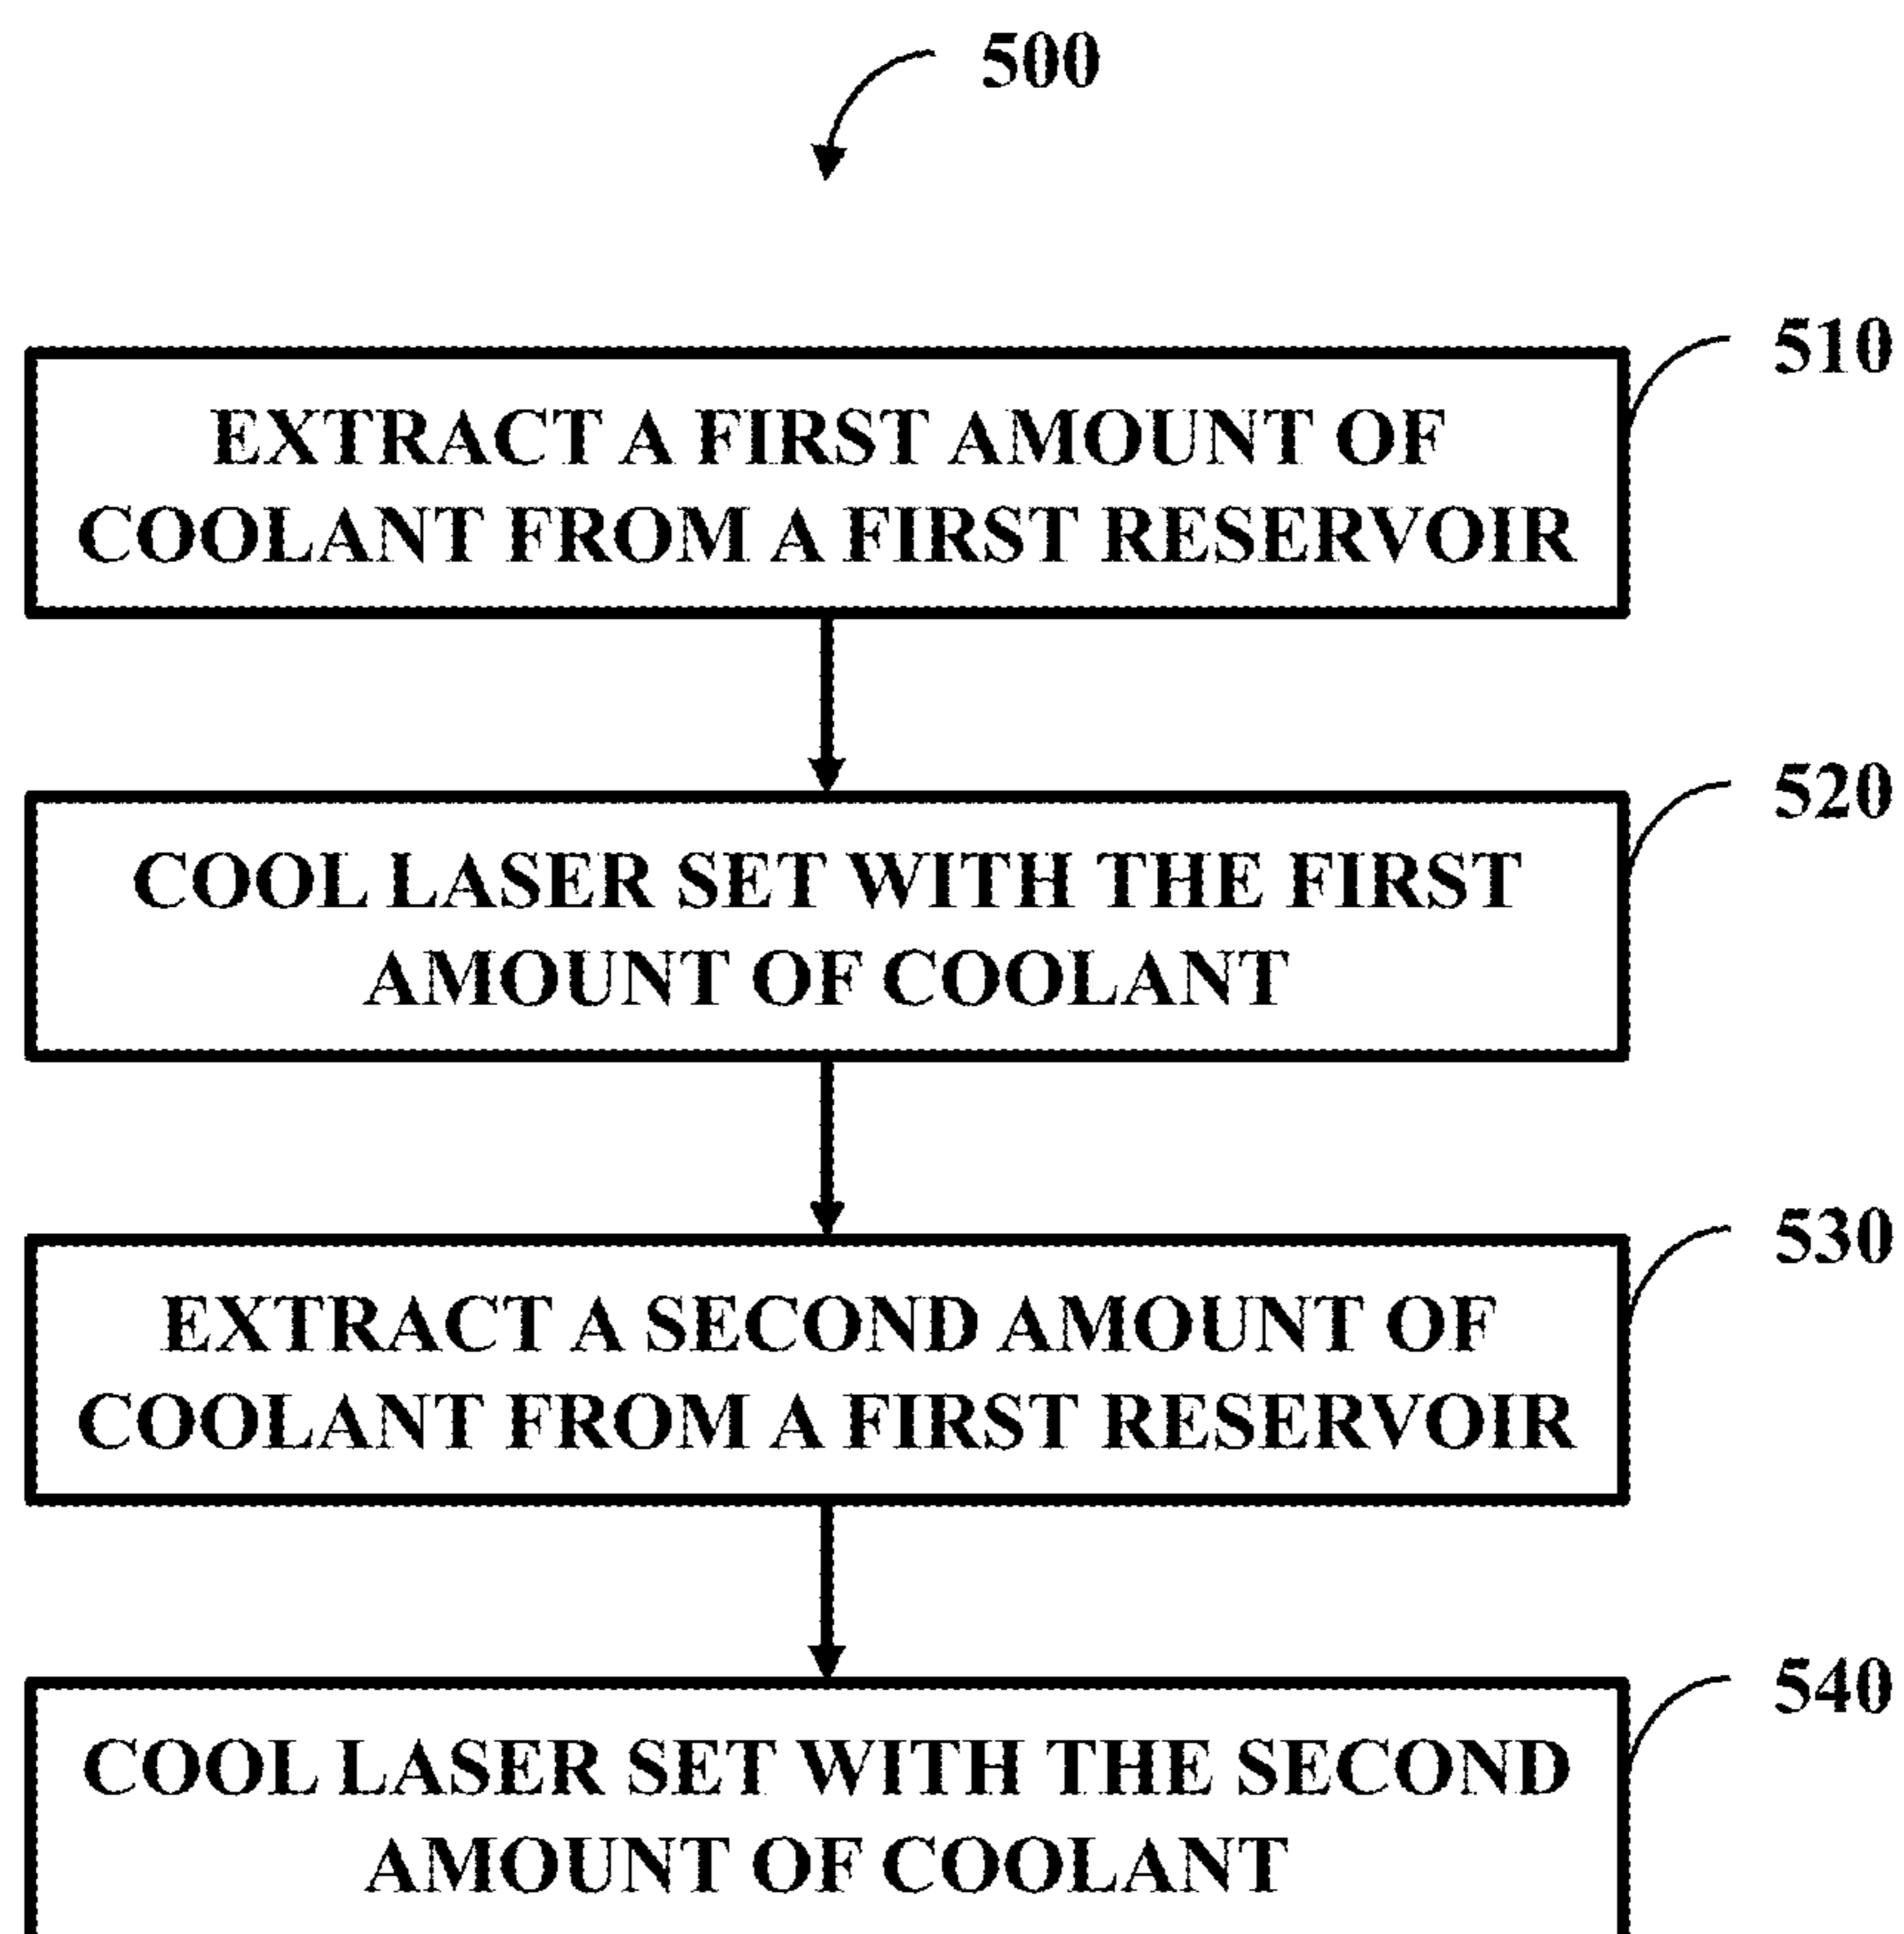 500
510
EXTRACT A FIRST AMOUNT OF
COOLANT FROM A FIRST RESERVOIR
520
COOL LASER SET WITH THE FIRST
AMOUNT OF COOLANT
530
EXTRACT A SECOND AMOUNT OF
COOLANT FROM A FIRST RESERVOIR
540
COOL LASER SET WITH THE SECOND
AMOUNT OF COOLANT